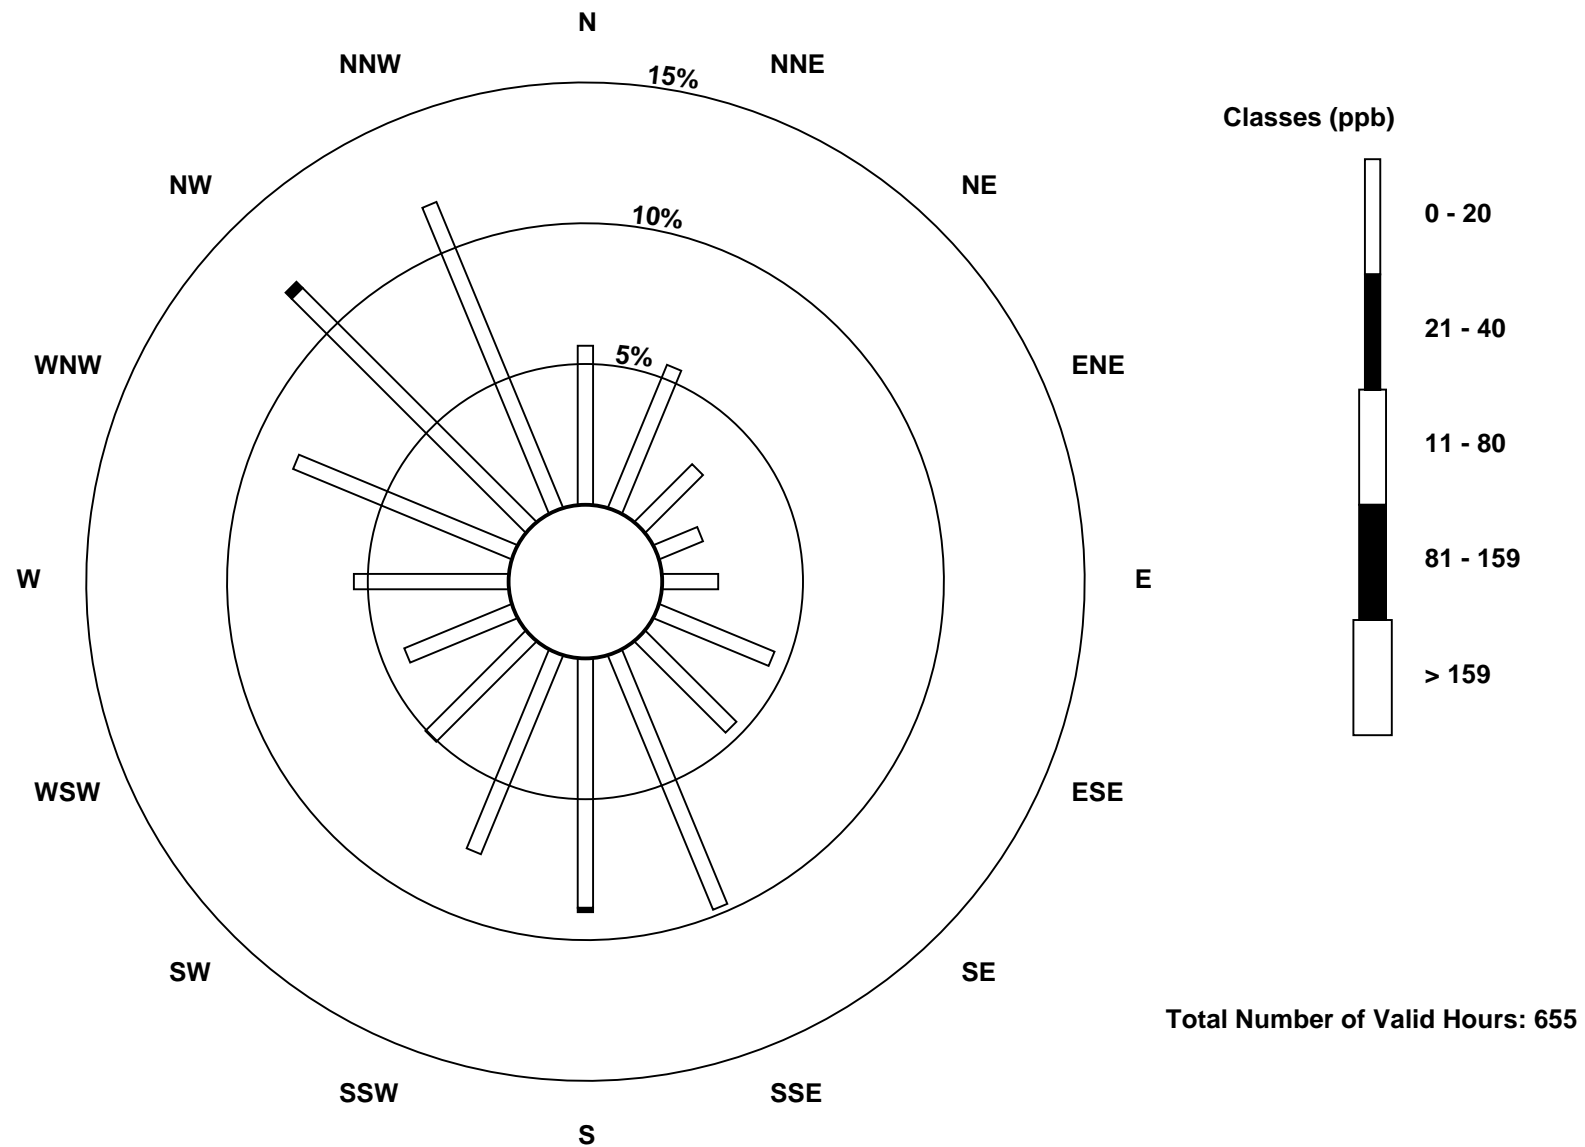 N
NNW
NNE
15%
Classes (ppb)
NW
NE
0 - 20
10%
21 - 40
5%
WNW
ENE
11 - 80
81 - 159
W
E
> 159
WSW
ESE
SW
SE
Total Number of Valid Hours: 655
SSW
SSE
S